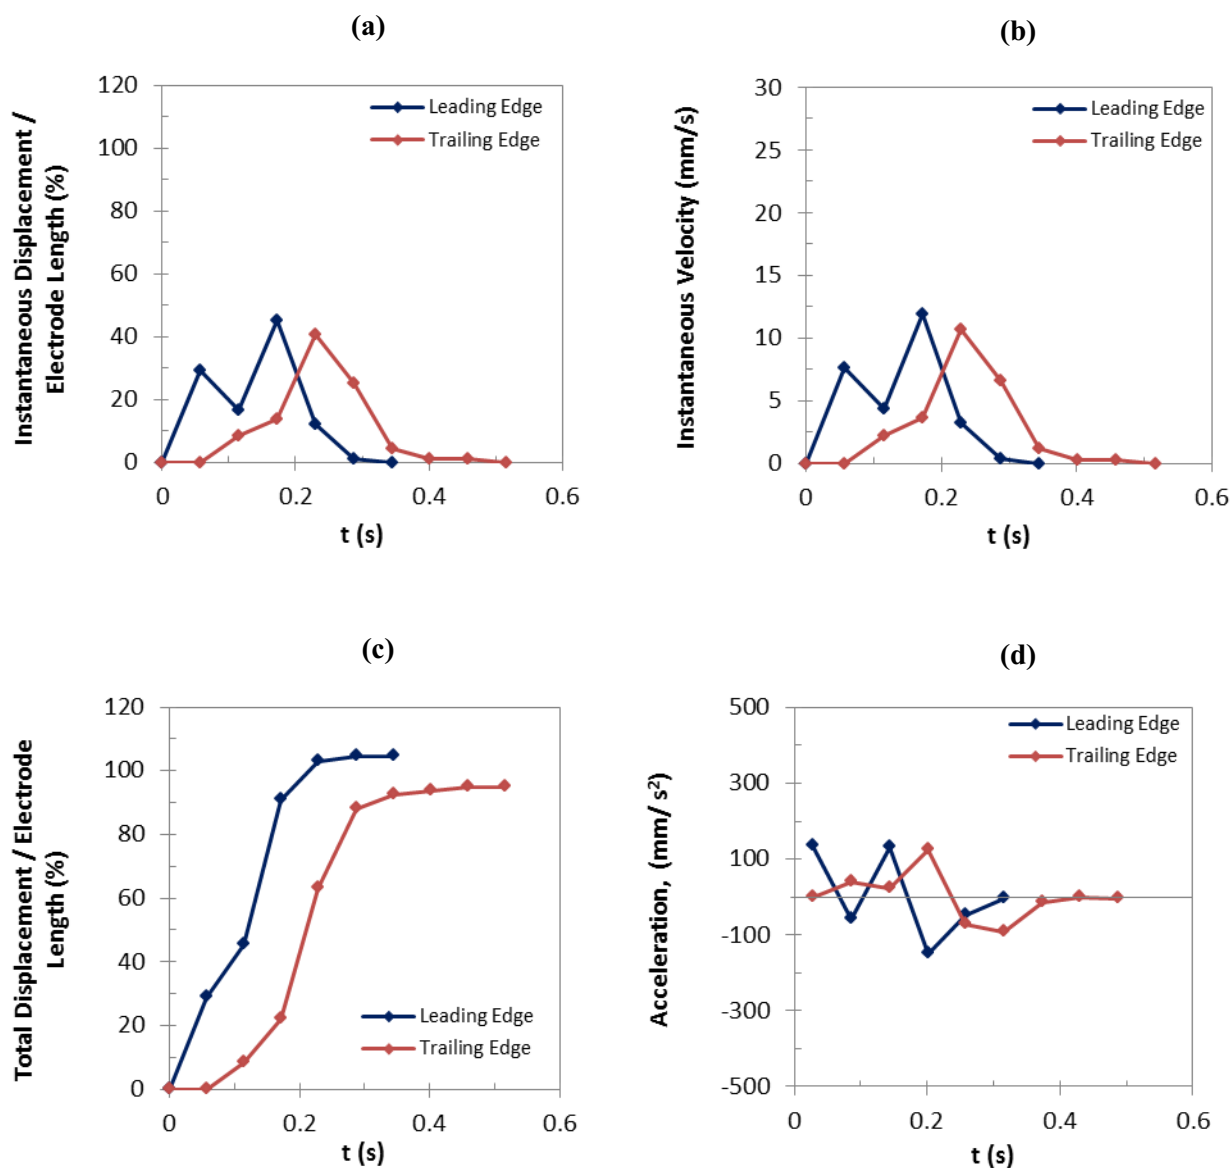 (a)
Instantaneous Displacement /
Electrode Length (%)
120
100
80
60
40
20
0
Leading Edge
Trailing Edge
0
0.2
0.4
0.6
t (s)
(b)
Instantaneous Velocity (mm/s)
30
25
20
15
10
5
0
Leading Edge
Trailing Edge
0
0.2
0.4
0.6
t (s)
(c)
Total Displacement / Electrode
Length (%)
120
100
80
60
40
20
0
Leading Edge
Trailing Edge
0
0.2
0.4
0.6
t (s)
(d)
Acceleration, (mm/ s²)
500
300
100
-100
-300
-500
Leading Edge
Trailing Edge
0
0.2
0.4
0.6
t (s)